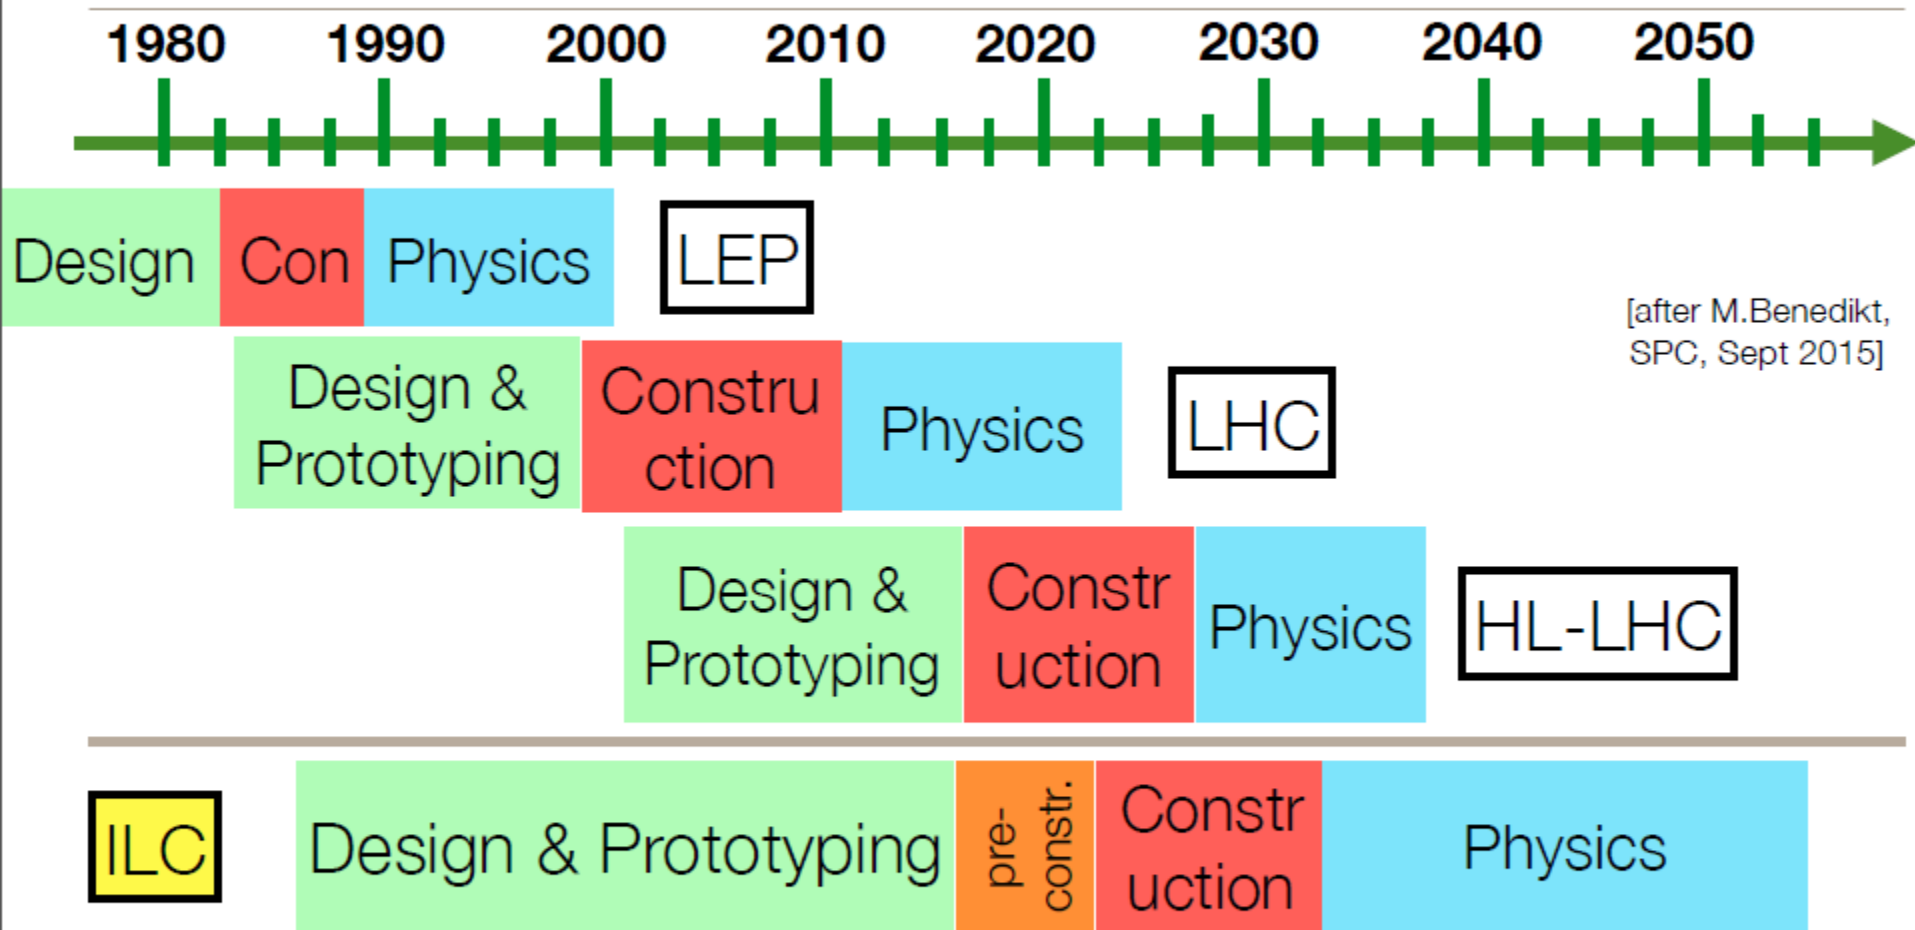 1980 1990 2000 2010 2020 2030 2040 2050
Design Con Physics LEP
[after M.Benedikt,
SPC, Sept 2015]
Design &
Prototyping
Constru
ction
Physics
LHC
Design &
Prototyping
Constr
uction
Physics
HL-LHC
ILC
Design & Prototyping
pre-
constr.
Constr
uction
Physics